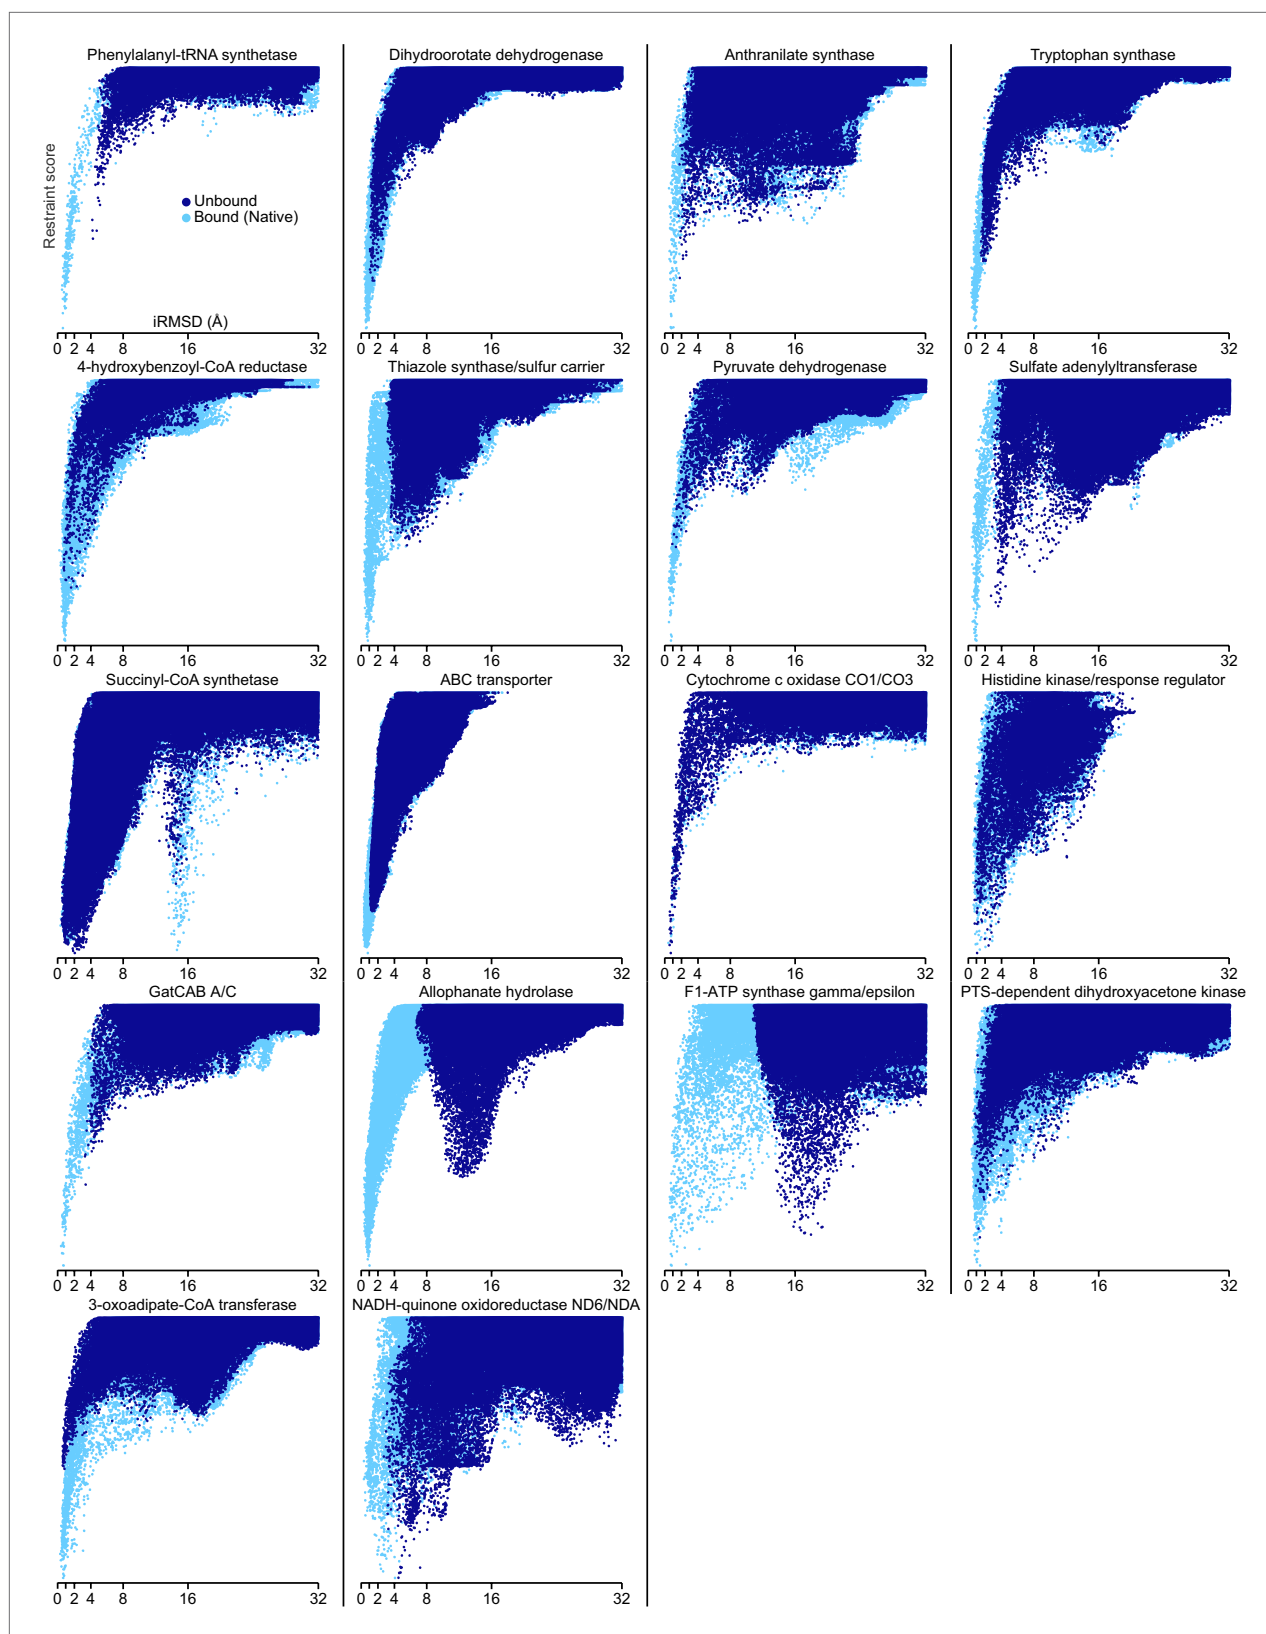 Phenylalanyl-tRNA synthetase
Dihydroorotate dehydrogenase
Anthranilate synthase
Tryptophan synthase
Restraint score
Unbound
Bound (Native)
iRMSD (Å)
0 2 4 8 16 32
0 2 4 8 16 32
0 2 4 8 16 32
0 2 4 8 16 32
4-hydroxybenzoyl-CoA reductase
Thiazole synthase/sulfur carrier
Pyruvate dehydrogenase
Sulfate adenylyltransferase
0 2 4 8 16 32
0 2 4 8 16 32
0 2 4 8 16 32
0 2 4 8 16 32
Succinyl-CoA synthetase
ABC transporter
Cytochrome c oxidase CO1/CO3
Histidine kinase/response regulator
0 2 4 8 16 32
0 2 4 8 16 32
0 2 4 8 16 32
0 2 4 8 16 32
GatCAB A/C
Allophanate hydrolase
F1-ATP synthase gamma/epsilon
PTS-dependent dihydroxyacetone kinase
0 2 4 8 16 32
0 2 4 8 16 32
0 2 4 8 16 32
0 2 4 8 16 32
3-oxoadipate-CoA transferase
NADH-quinone oxidoreductase ND6/NDA
0 2 4 8 16 32
0 2 4 8 16 32